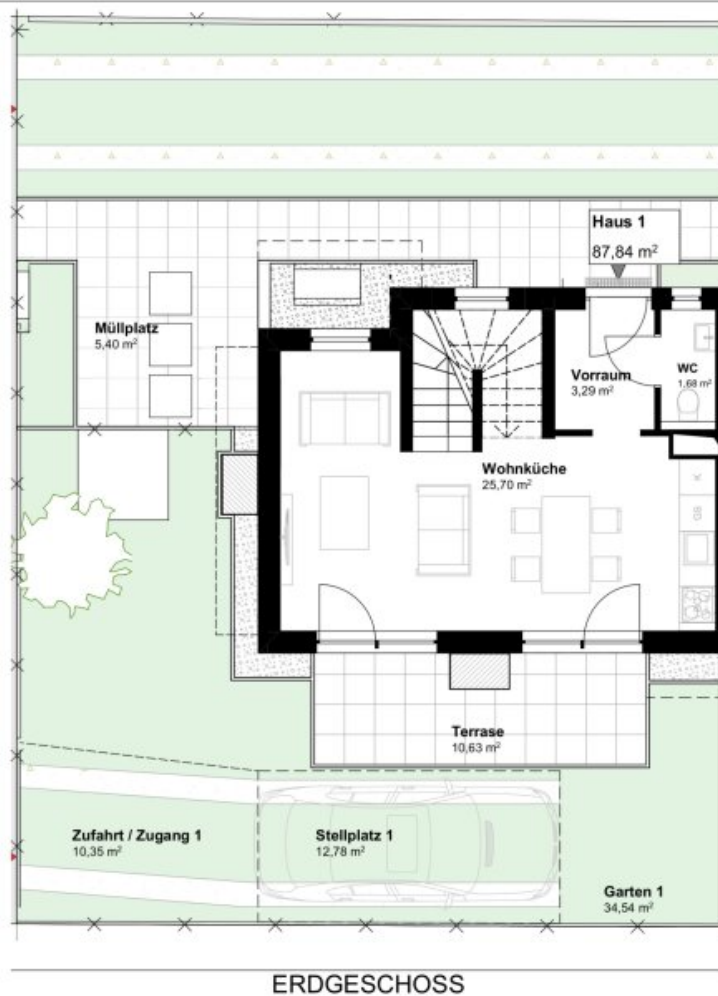 Haus 1
87,84 m²
Müllplatz
5,40 m²
Vorraum
3,29 m²
WC
1,68 m²
Wohnküche
25,70 m²
K
GS
Terrasse
10,63 m²
Zufahrt / Zugang 1
10,35 m²
Stellplatz 1
12,78 m²
Garten 1
34,54 m²
ERDGESCHOSS